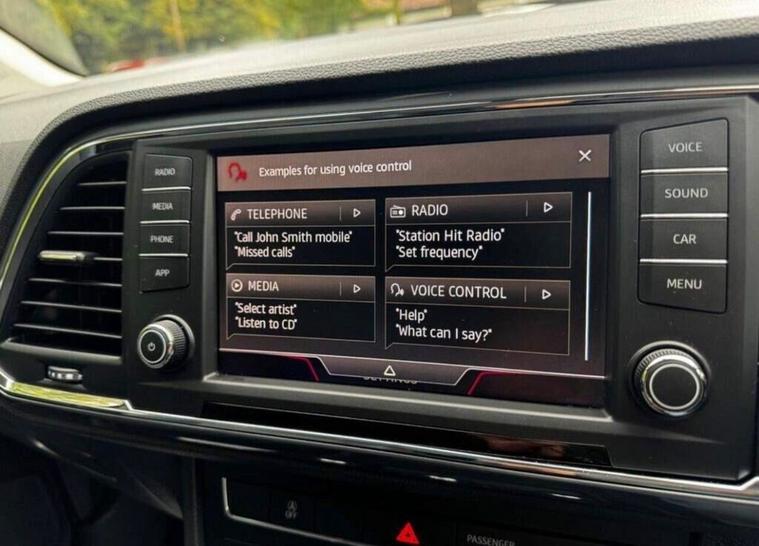 Examples for using voice control
TELEPHONE
"Call John Smith mobile"
"Missed calls"
RADIO
"Station Hit Radio"
"Set frequency"
MEDIA
"Select artist"
"Listen to CD"
VOICE CONTROL
"Help"
"What can I say?"
RADIO
MEDIA
PHONE
APP
VOICE
SOUND
CAR
MENU
OFF
PASSENGER